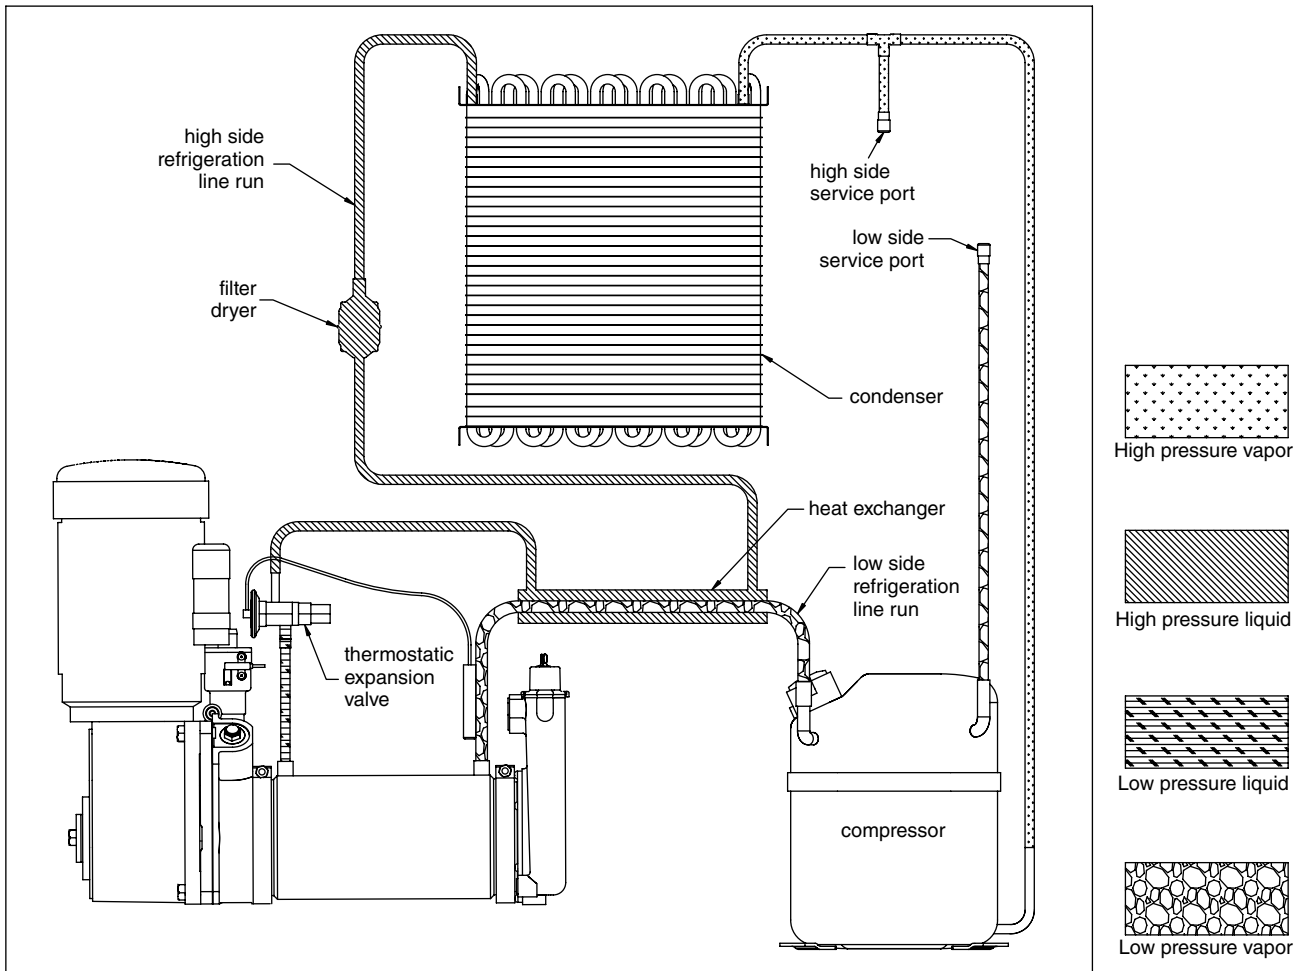 high side
refrigeration
line run
high side
service port
low side
service port
filter
dryer
condenser
heat exchanger
low side
refrigeration
line run
thermostatic
expansion
valve
compressor
High pressure vapor
High pressure liquid
Low pressure liquid
Low pressure vapor